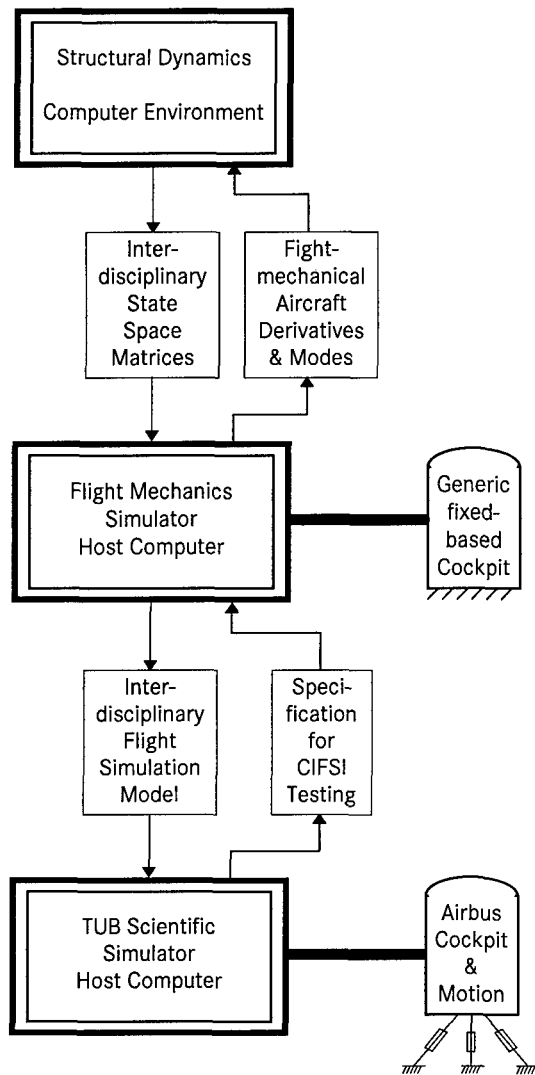 Structural Dynamics
Computer Environment
Inter-
disciplinary
State
Space
Matrices
Fight-
mechanical
Aircraft
Derivatives
& Modes
Flight Mechanics
Simulator
Host Computer
Generic
fixed-
based
Cockpit
Inter-
disciplinary
Flight
Simulation
Model
Speci-
fication
for
CIFSI
Testing
TUB Scientific
Simulator
Host Computer
Airbus
Cockpit
&
Motion